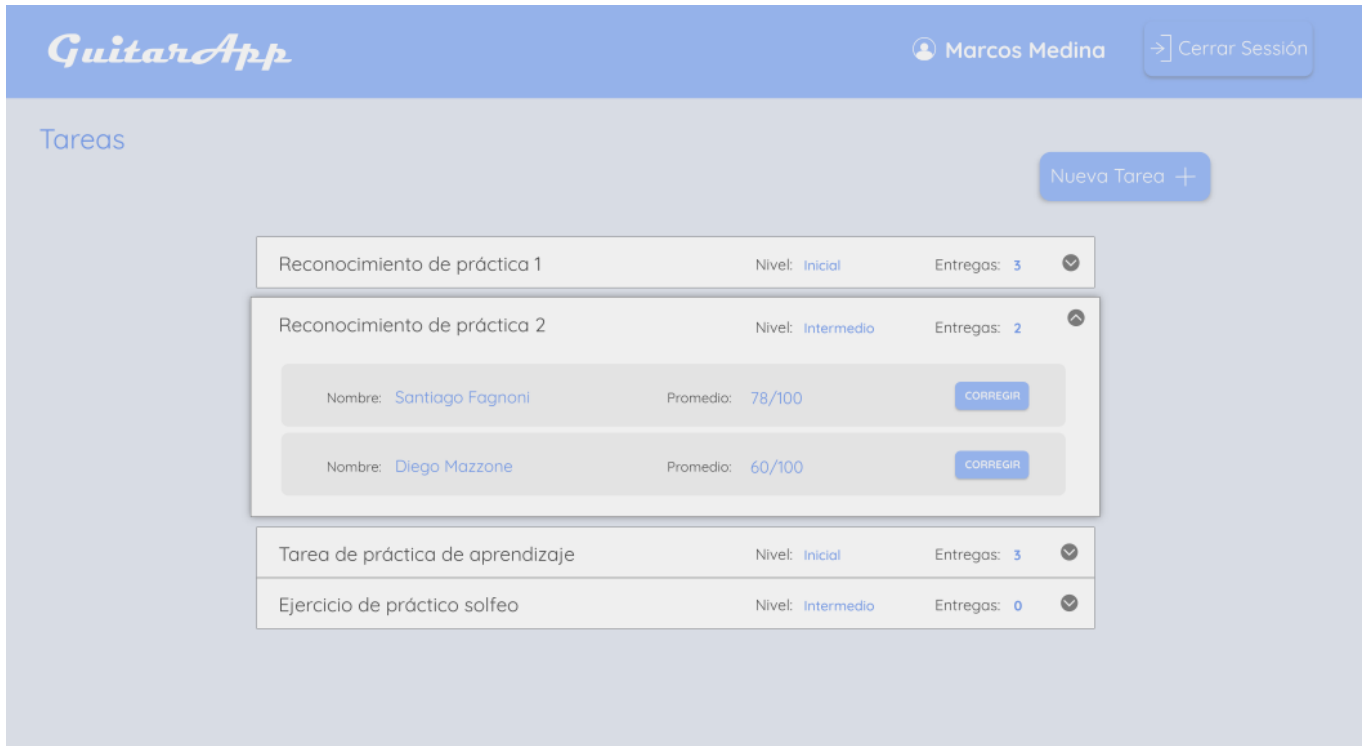 GuitarApp
Marcos Medina
Cerrar Sessión
Tareas
Nueva Tarea
Reconocimiento de práctica 1 Nivel: Inicial Entregas: 3
Reconocimiento de práctica 2 Nivel: Intermedio Entregas: 2
Nombre: Santiago Fagnoni Promedio: 78/100 CORREGIR
Nombre: Diego Mazzone Promedio: 60/100 CORREGIR
Tarea de práctica de aprendizaje Nivel: Inicial Entregas: 3
Ejercicio de práctico solfeo Nivel: Intermedio Entregas: 0